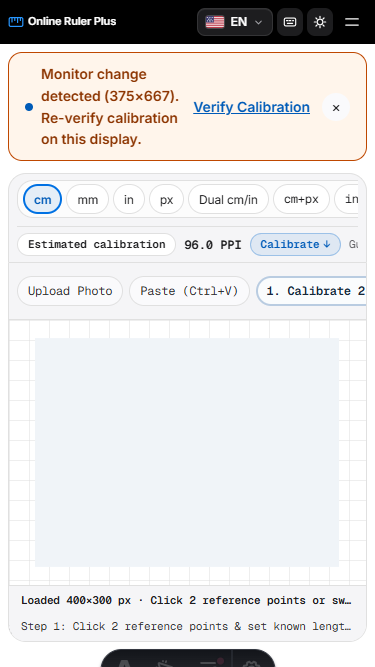 Online Ruler Plus
EN
Monitor change
detected (375×667).
Re-verify calibration
on this display.
Verify Calibration
×
cm mm in px Dual cm/in cm+px in
Estimated calibration 96.0 PPI Calibrate ↓ Gu
Upload Photo Paste (Ctrl+V) 1. Calibrate 2
Loaded 400×300 px · Click 2 reference points or sw…
Step 1: Click 2 reference points & set known lengt…